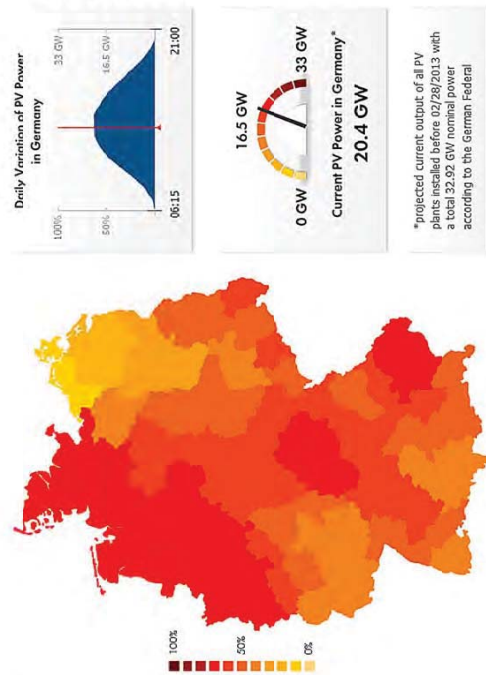 Daily Variation of PV Power
in Germany
100%
33 GW
50%
16.5 GW
06:15
21:00
16.5 GW
0 GW
33 GW
Current PV Power in Germany*
20.4 GW
*projected current output of all PV
plants installed before 02/28/2013 with
a total 32.92 GW nominal power
according to the German Federal
100%
50%
0%